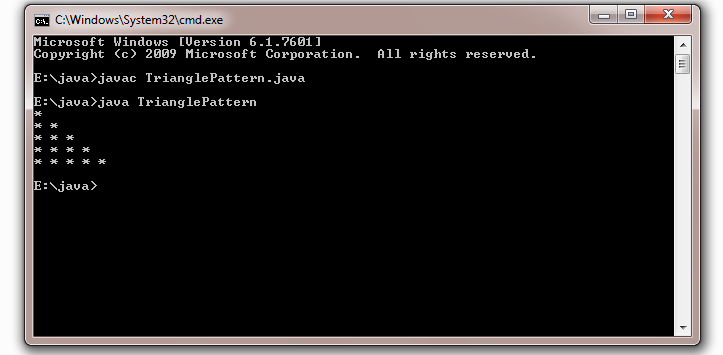 C:\Windows\System32\cmd.exe
Microsoft Windows [Version 6.1.7601]
Copyright (c) 2009 Microsoft Corporation.  All rights reserved.
E:\java>javac TrianglePattern.java
E:\java>java TrianglePattern
*
* *
* * *
* * * *
* * * * *
E:\java>